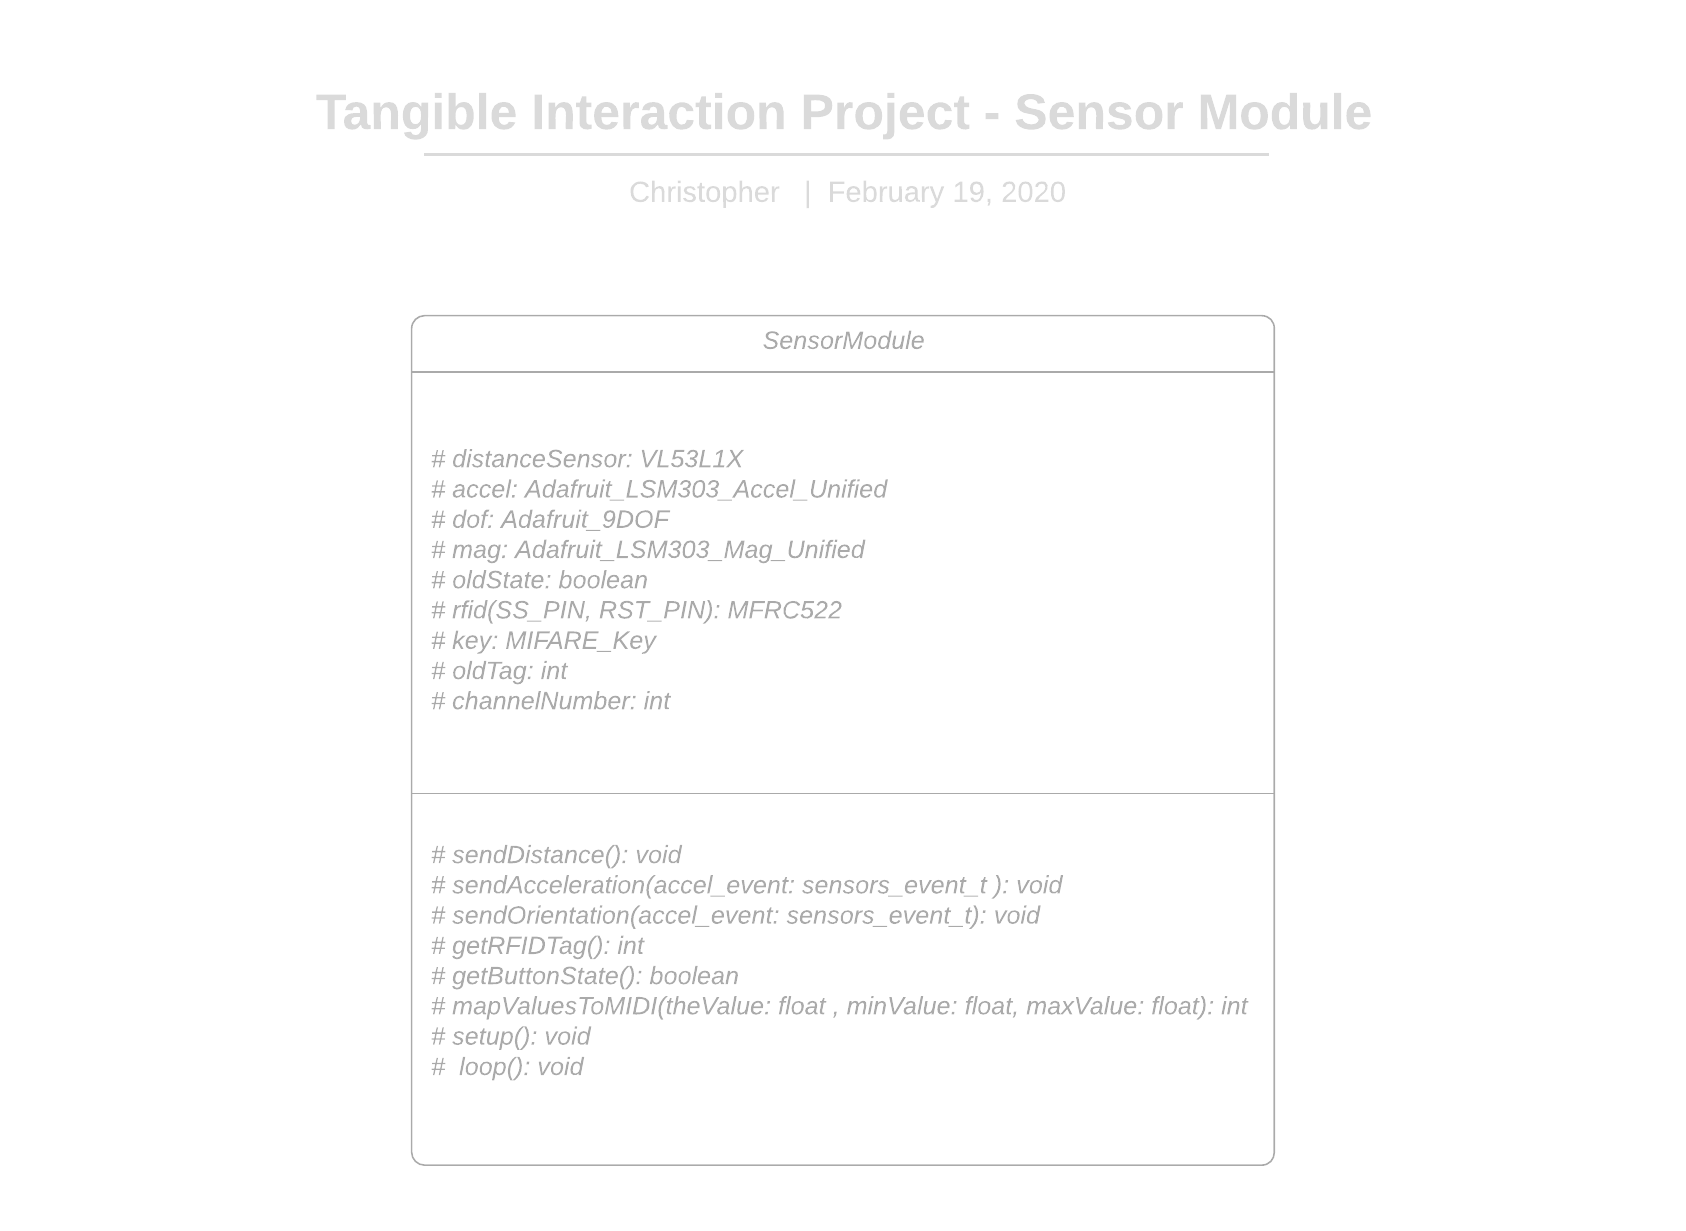 Tangible Interaction Project - Sensor Module
Christopher | February 19, 2020
SensorModule
# distanceSensor: VL53L1X
# accel: Adafruit_LSM303_Accel_Unified
# dof: Adafruit_9DOF
# mag: Adafruit_LSM303_Mag_Unified
# oldState: boolean
# rfid(SS_PIN, RST_PIN): MFRC522
# key: MIFARE_Key
# oldTag: int
# channelNumber: int
# sendDistance(): void
# sendAcceleration(accel_event: sensors_event_t ): void
# sendOrientation(accel_event: sensors_event_t): void
# getRFIDTag(): int
# getButtonState(): boolean
# mapValuesToMIDI(theValue: float , minValue: float, maxValue: float): int
# setup(): void
#  loop(): void